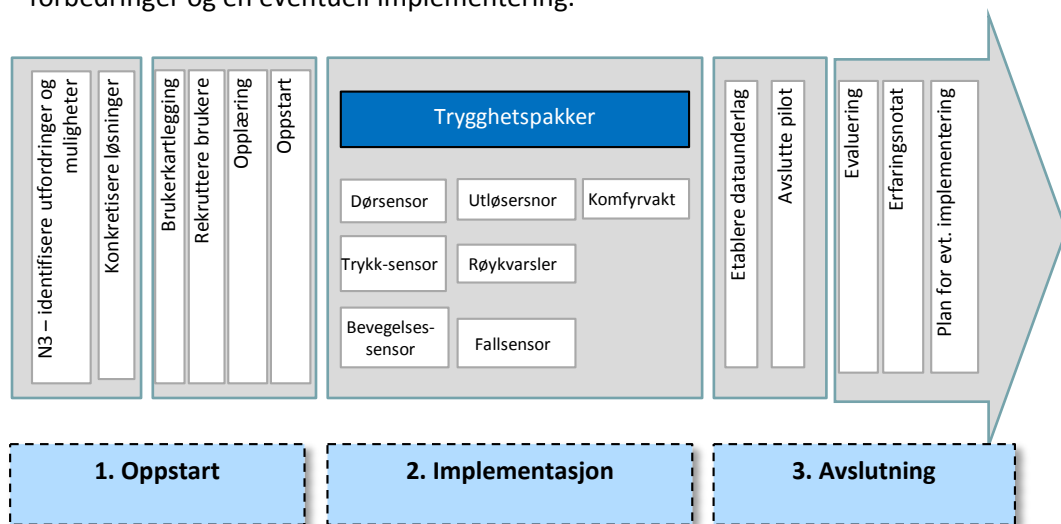 forbedringer og en eventuell implementering.
N3 – identifisere utfordringer og
muligheter
Konkretisere løsninger
Brukerkartlegging
Rekruttere brukere
Opplæring
Oppstart
Trygghetspakker
Dørsensor
Utløsersnor
Komfyrvakt
Trykk-sensor
Røykvarsler
Bevegelses-
sensor
Fallsensor
Etablere dataunderlag
Avslutte pilot
Evaluering
Erfaringsnotat
Plan for evt. implementering
1. Oppstart
2. Implementasjon
3. Avslutning